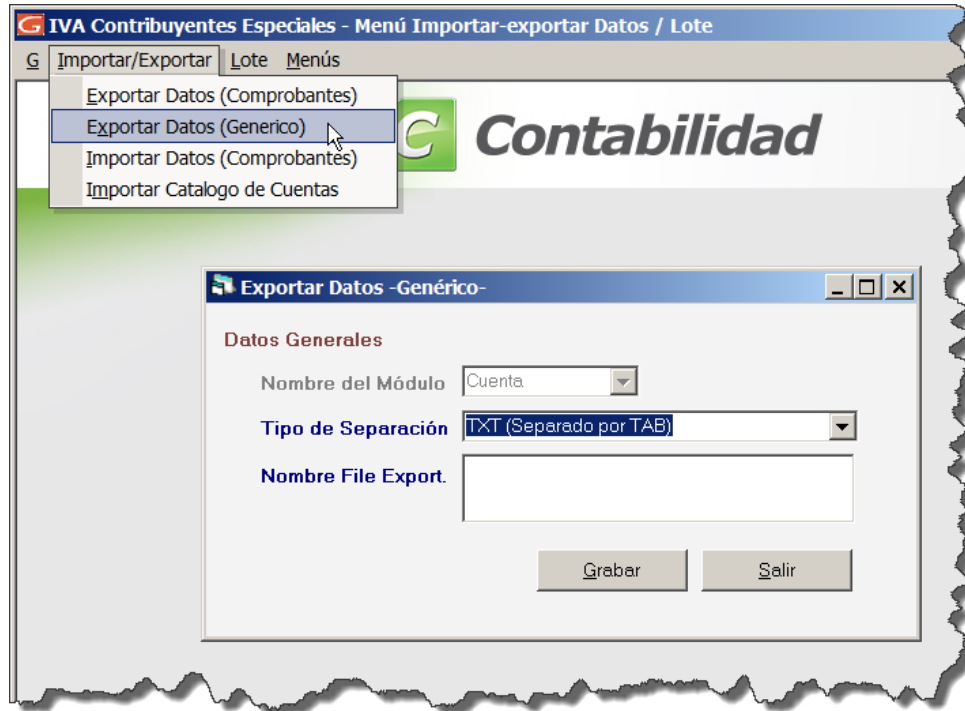 G IVA Contribuyentes Especiales - Menú Importar-exportar Datos / Lote
G Importar/Exportar Lote Menús
Exportar Datos (Comprobantes)
Exportar Datos (Generico)
Importar Datos (Comprobantes)
Importar Catalogo de Cuentas
C Contabilidad
Exportar Datos -Genérico-
Datos Generales
Nombre del Módulo Cuenta
Tipo de Separación TXT (Separado por TAB)
Nombre File Export.
Grabar Salir